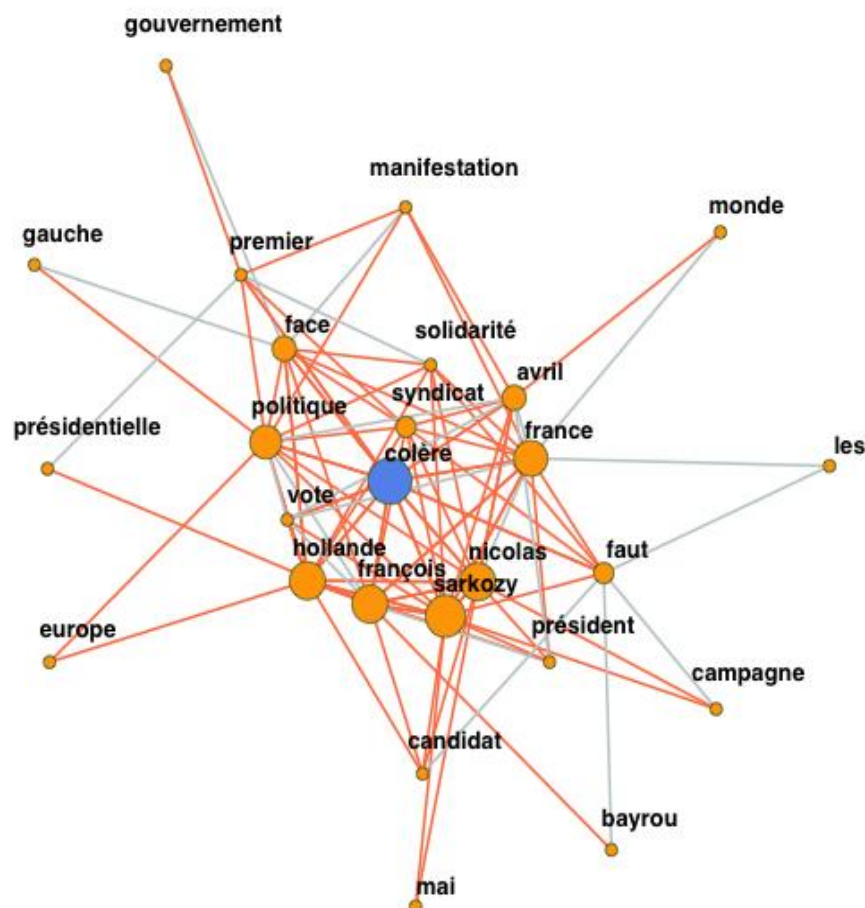 gouvernement
manifestation
monde
gauche
premier
face
solidarité
avril
politique
syndicat
france
présidentielle
colère
les
vote
hollande
nicolas
faut
françois
sarkozy
europe
président
campagne
candidat
bayrou
mai